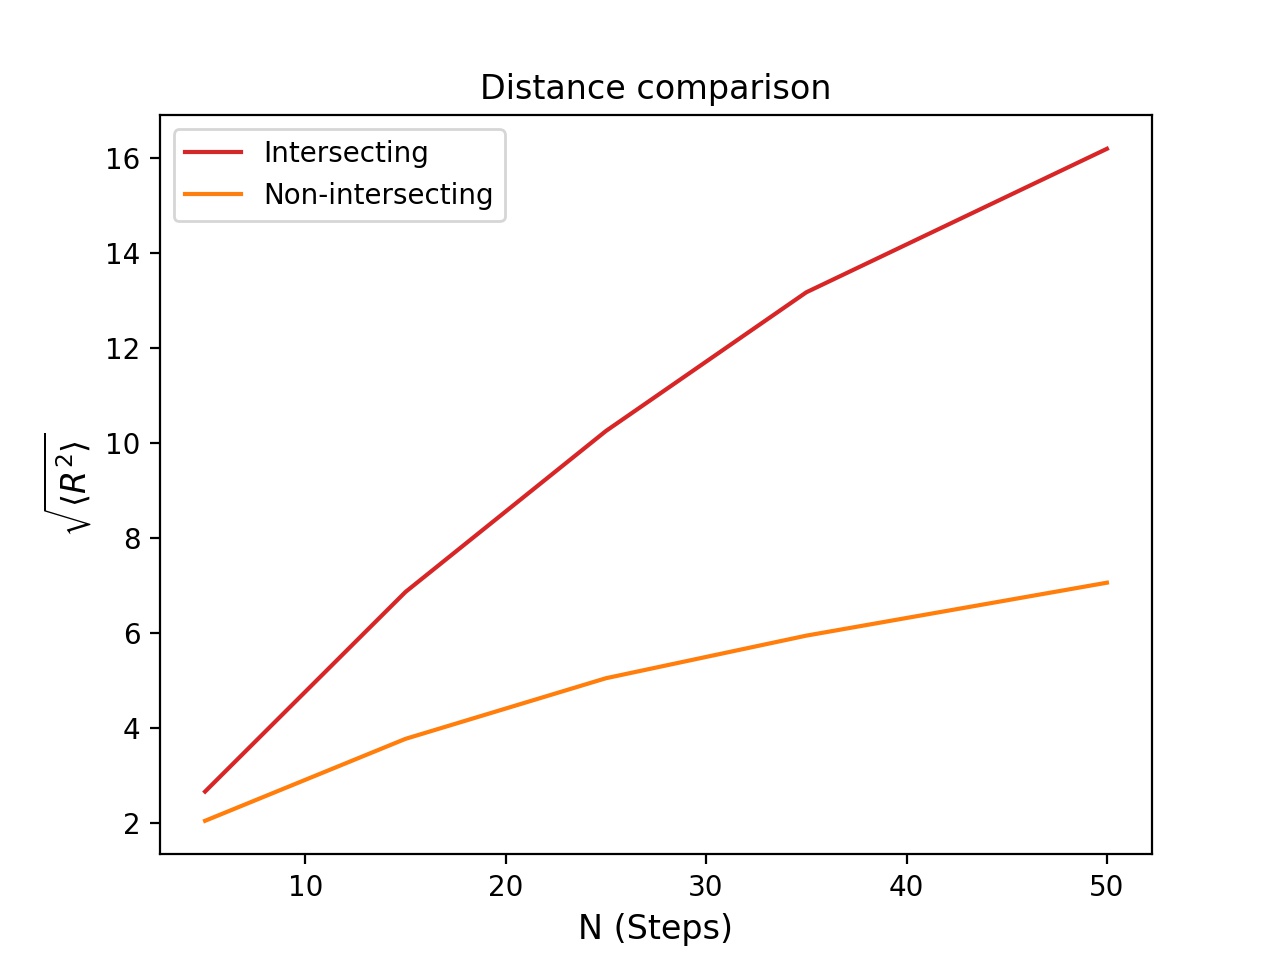 Distance comparison
Intersecting
Non-intersecting
16
14
12
10
8
6
4
2
√⟨R²⟩
10 20 30 40 50
N (Steps)